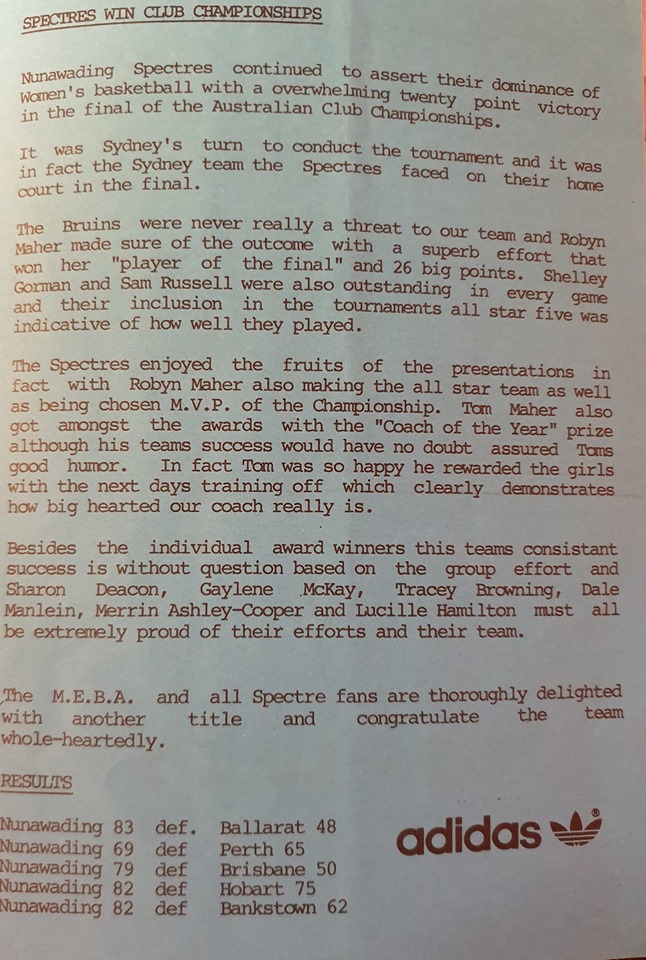 SPECTRES WIN CLUB CHAMPIONSHIPS
Nunawading Spectres continued to assert their dominance of
Women's basketball with a overwhelming twenty point victory
in the final of the Australian Club Championships.
It was Sydney's turn to conduct the tournament and it was
in fact the Sydney team the Spectres faced on their home
court in the final.
The Bruins were never really a threat to our team and Robyn
Maher made sure of the outcome with a superb effort that
won her "player of the final" and 26 big points. Shelley
Gorman and Sam Russell were also outstanding in every game
and their inclusion in the tournaments all star five was
indicative of how well they played.
The Spectres enjoyed the fruits of the presentations in
fact with Robyn Maher also making the all star team as well
as being chosen M.V.P. of the Championship. Tom Maher also
got amongst the awards with the "Coach of the Year" prize
although his teams success would have no doubt assured Toms
good humor. In fact Tom was so happy he rewarded the girls
with the next days training off which clearly demonstrates
how big hearted our coach really is.
Besides the individual award winners this teams consistant
success is without question based on the group effort and
Sharon Deacon, Gaylene McKay, Tracey Browning, Dale
Manlein, Merrin Ashley-Cooper and Lucille Hamilton must all
be extremely proud of their efforts and their team.
The M.E.B.A. and all Spectre fans are thoroughly delighted
with another title and congratulate the team
whole-heartedly.
RESULTS
Nunawading 83 def. Ballarat 48
Nunawading 69 def Perth 65
Nunawading 79 def Brisbane 50
Nunawading 82 def Hobart 75
Nunawading 82 def Bankstown 62
adidas ®